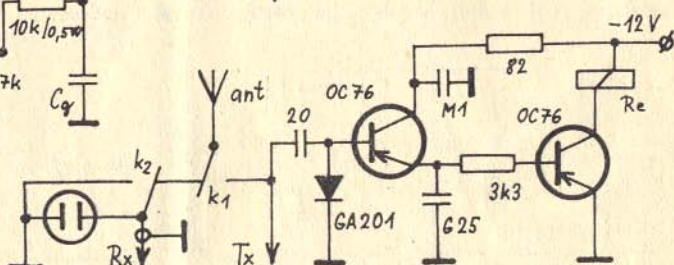 10k/0,5W
7k
Cg
ant
k2
k1
Rx
Tx
20
GA201
OC76
M1
82
G25
3k3
OC76
-12V
Re